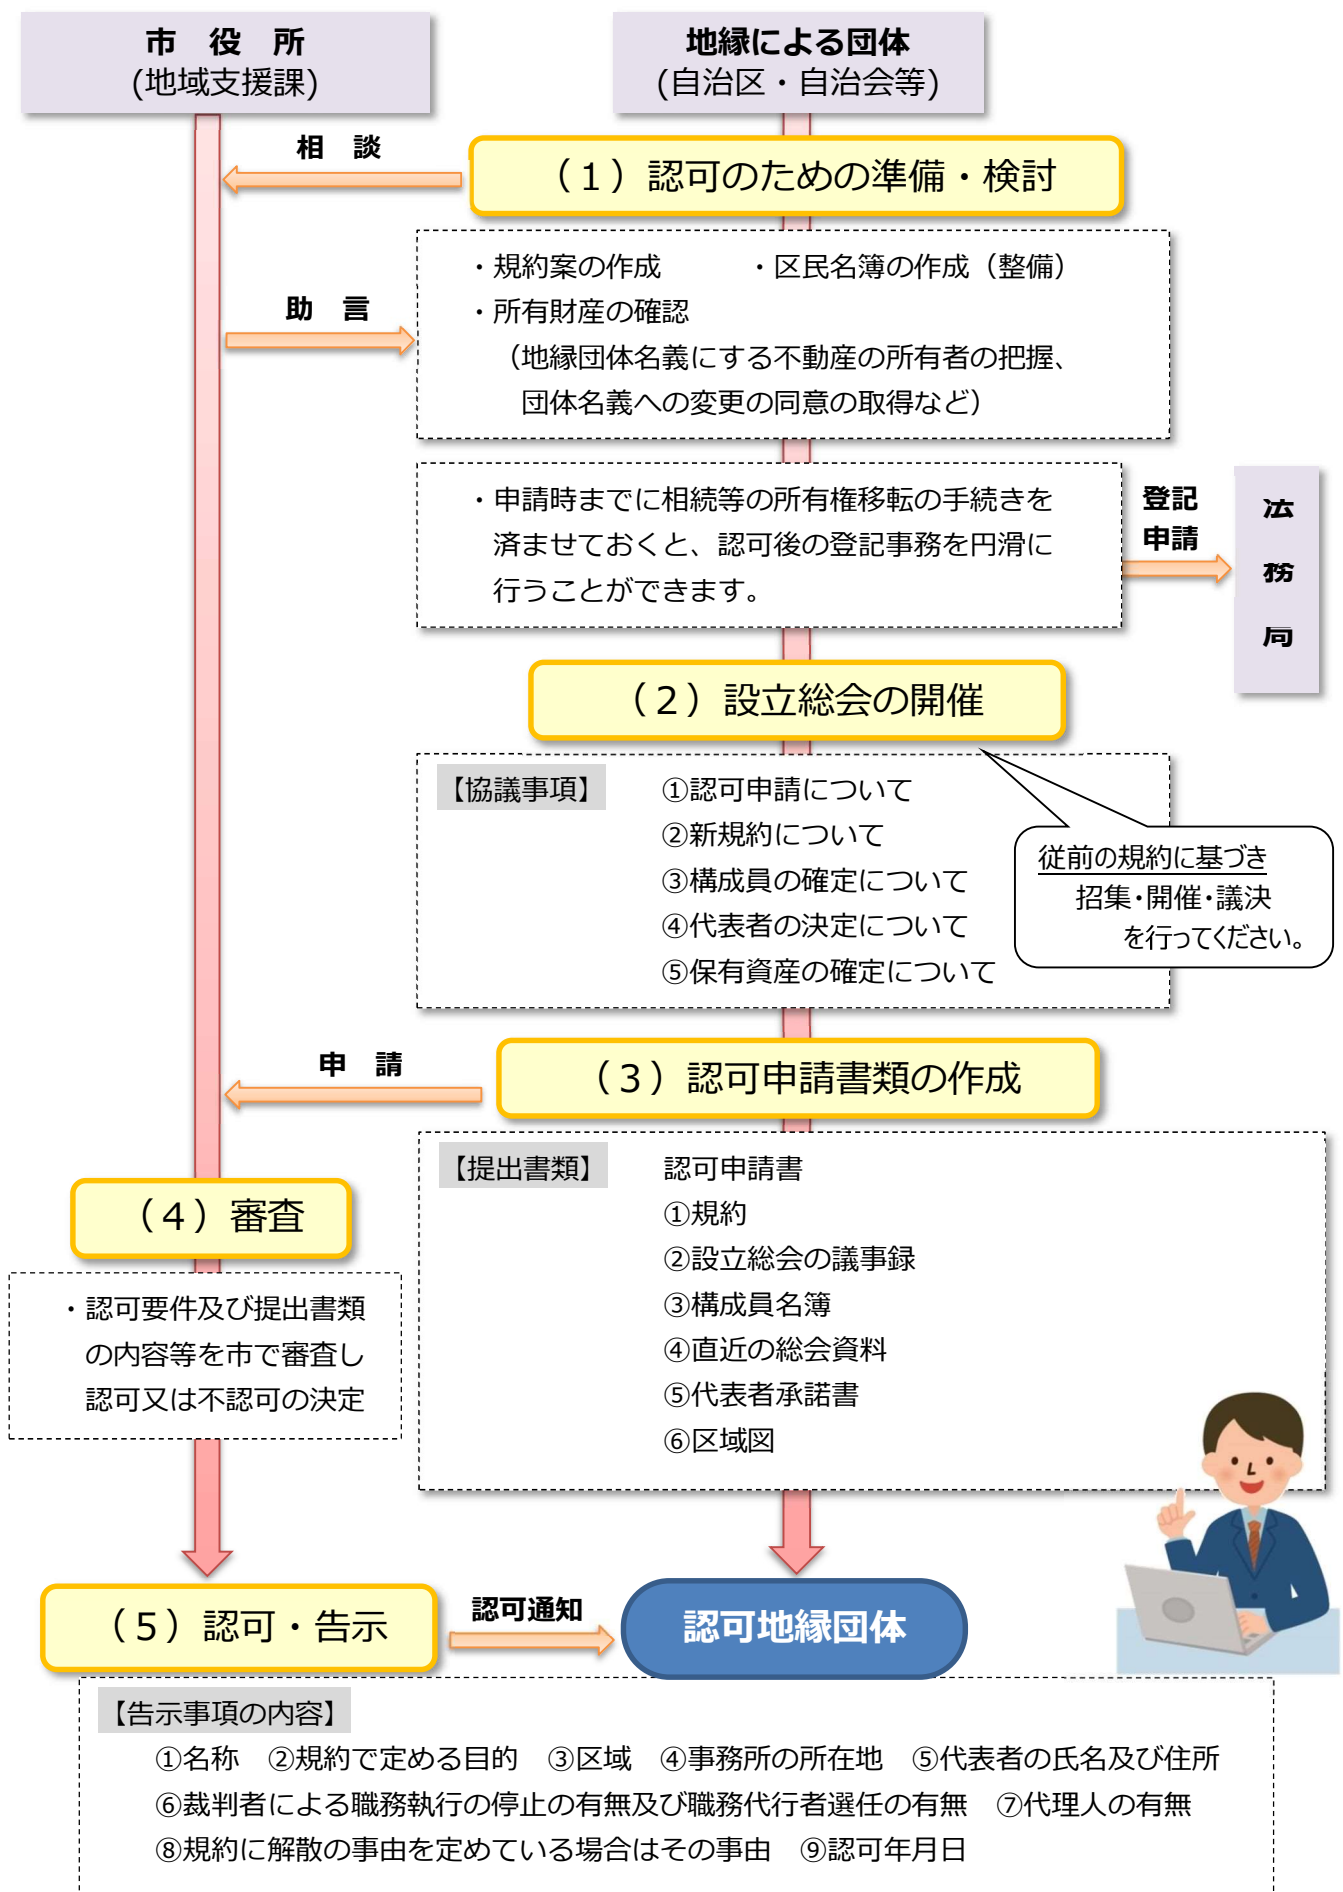 市　役　所
(地域支援課)
地縁による団体
(自治区・自治会等)
相　談
（1）認可のための準備・検討
・規約案の作成　　　・区民名簿の作成（整備）
助　言
・所有財産の確認
（地縁団体名義にする不動産の所有者の把握、
団体名義への変更の同意の取得など）
・申請時までに相続等の所有権移転の手続きを
済ませておくと、認可後の登記事務を円滑に
行うことができます。
登記
申請
法
務
局
（2）設立総会の開催
【協議事項】　　①認可申請について
②新規約について
③構成員の確定について
④代表者の決定について
⑤保有資産の確定について
従前の規約に基づき
招集・開催・議決
を行ってください。
申　請
（3）認可申請書類の作成
【提出書類】　　認可申請書
①規約
②設立総会の議事録
③構成員名簿
④直近の総会資料
⑤代表者承諾書
⑥区域図
（4）審査
・認可要件及び提出書類
の内容等を市で審査し
認可又は不認可の決定
（5）認可・告示
認可通知
認可地縁団体
【告示事項の内容】
①名称　②規約で定める目的　③区域　④事務所の所在地　⑤代表者の氏名及び住所
⑥裁判者による職務執行の停止の有無及び職務代行者選任の有無　⑦代理人の有無
⑧規約に解散の事由を定めている場合はその事由　⑨認可年月日